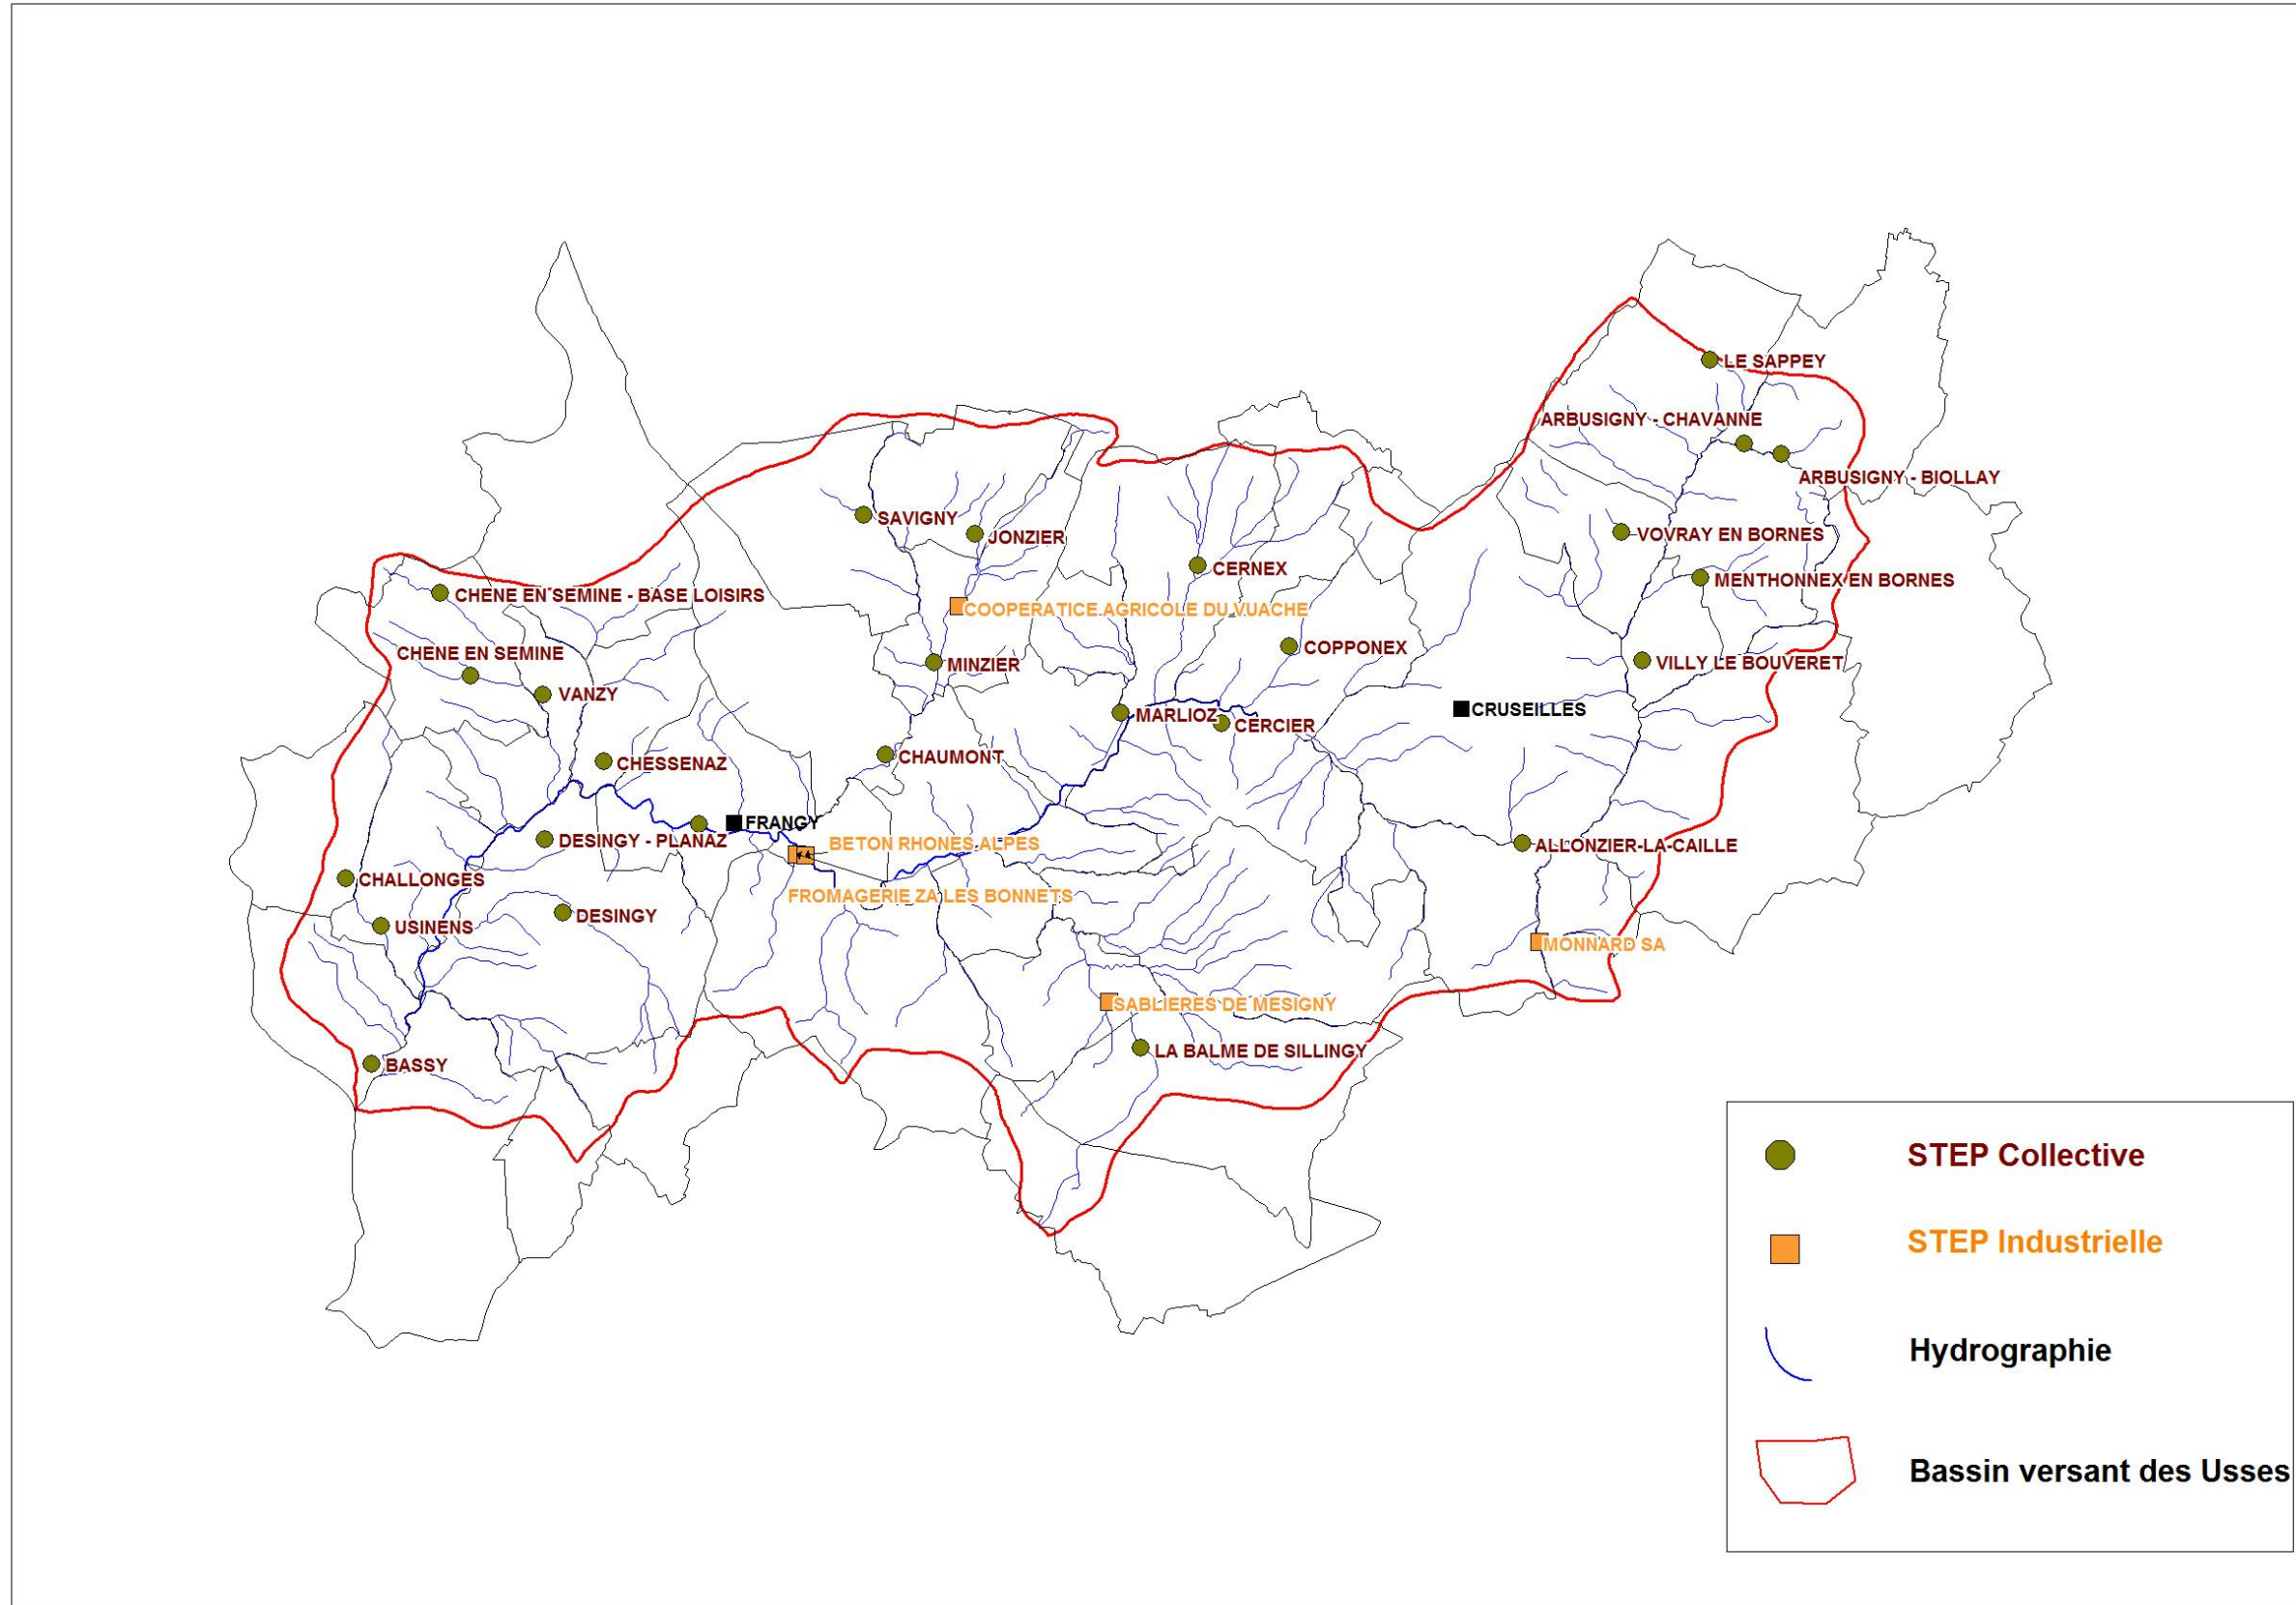 LE SAPPEY
ARBUSIGNY - CHAVANNE
ARBUSIGNY - BIOLLAY
SAVIGNY
JONZIER
VOVRAY EN BORNES
CERNEX
MENTHONNEX EN BORNES
CHENE EN SEMINE - BASE LOISIRS
COOPERATICE AGRICOLE DU VUACHE
COPPONEX
CHENE EN SEMINE
MINZIER
VILLY LE BOUVERET
VANZY
CRUSEILLES
MARLIOZ
CERCIER
CHAUMONT
CHESSENAZ
FRANGY
DESINGY - PLANAZ
BETON RHONES ALPES
ALLONZIER-LA-CAILLE
CHALLONGES
FROMAGERIE ZA LES BONNETS
DESINGY
USINENS
MONNARD SA
SABLIERES DE MESIGNY
LA BALME DE SILLINGY
BASSY
STEP Collective
STEP Industrielle
Hydrographie
Bassin versant des Usses